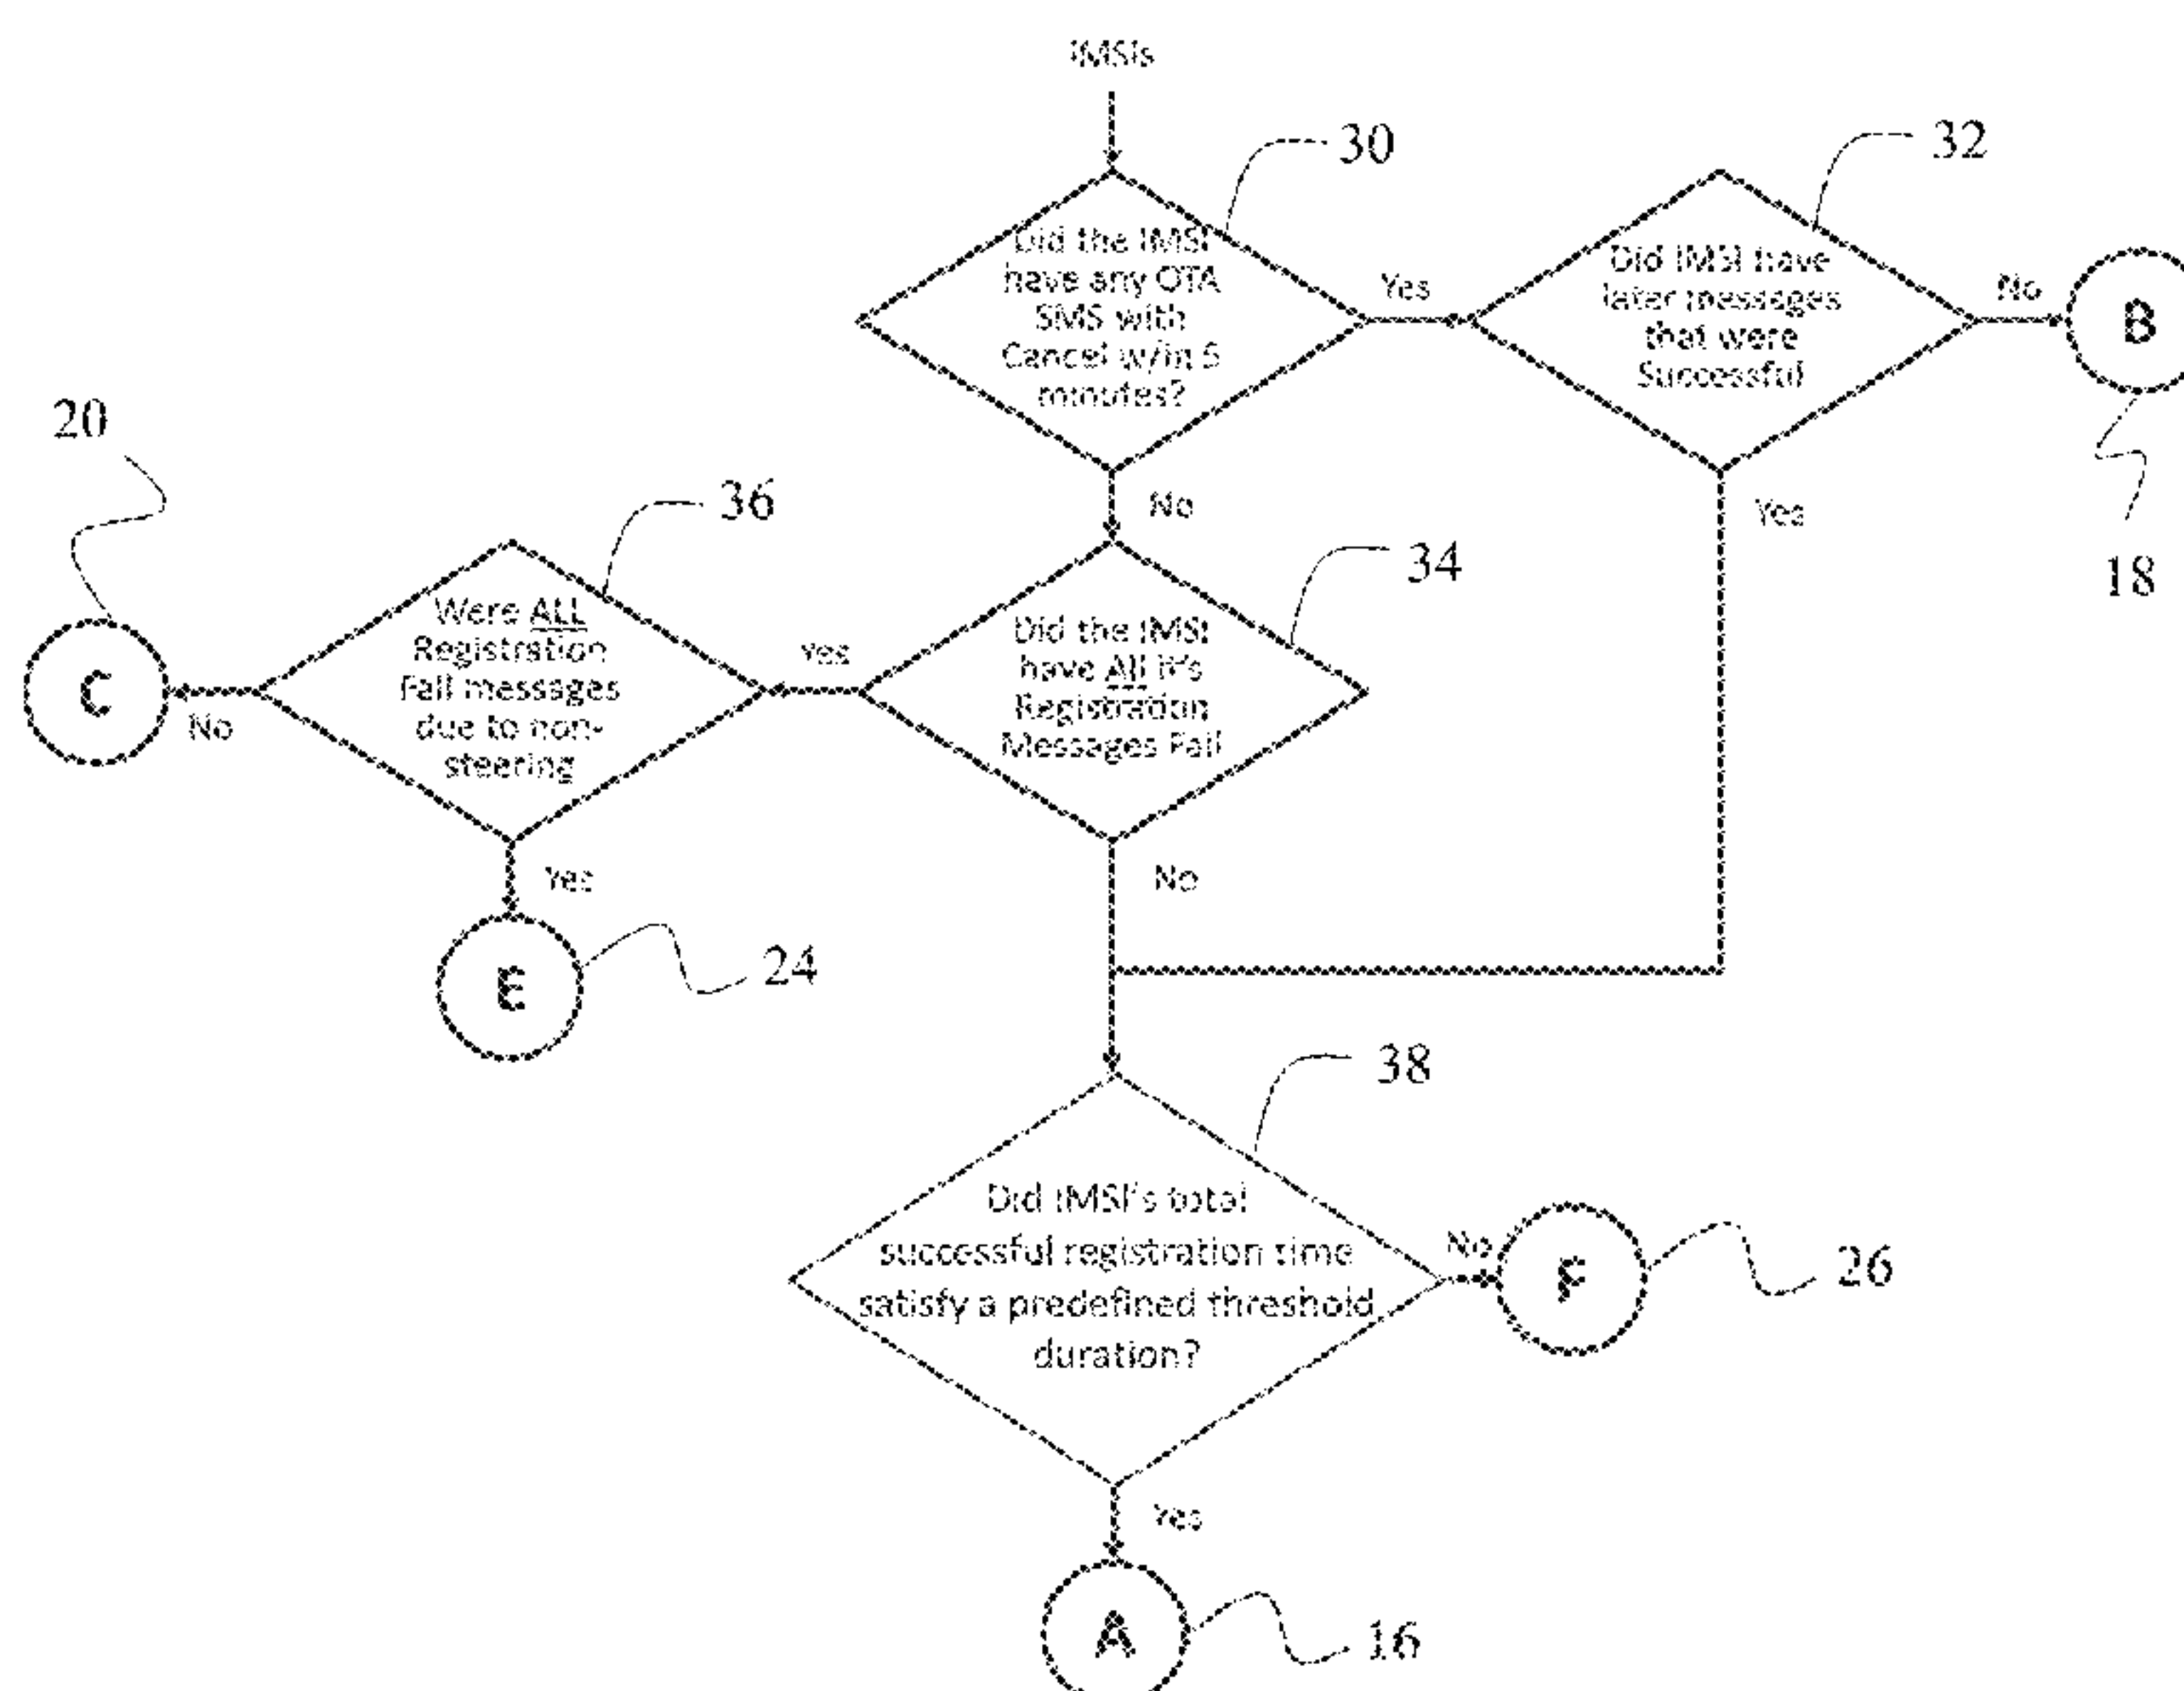 IMSIs
30
32
Did the IMSI
have any OTA
SMS with
Cancel w/in 5
minutes?
Yes
Did IMSI have
later messages
that were
Successful
No
B
18
Yes
No
20
36
34
Were ALL
Registration
Fail messages
due to non-
steering
Yes
Did the IMSI
have All it's
Registration
Messages Fail
C
No
Yes
No
E
24
38
Did IMSI's total
successful registration time
satisfy a predefined threshold
duration?
No
F
26
Yes
A
16